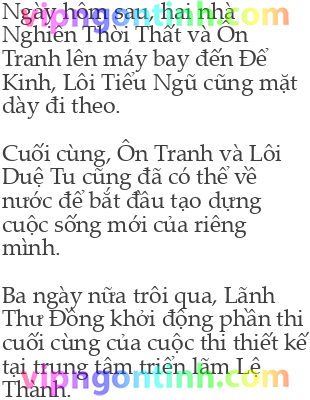 Ngày hôm sau, hai nhà
Nghiên Thời Thất và Ôn
Tranh lên máy bay đến Đế
Kinh, Lôi Tiểu Ngũ cũng mặt
dày đi theo.

Cuối cùng, Ôn Tranh và Lôi
Duệ Tu cũng đã có thể về
nước để bắt đầu tạo dựng
cuộc sống mới của riêng
mình.

Ba ngày nữa trôi qua, Lãnh
Thư Đồng khởi động phần thi
cuối cùng của cuộc thi thiết kế
tại trung tâm triển lãm Lệ
Thành.
vipngontinh.com
vipngontinh.com